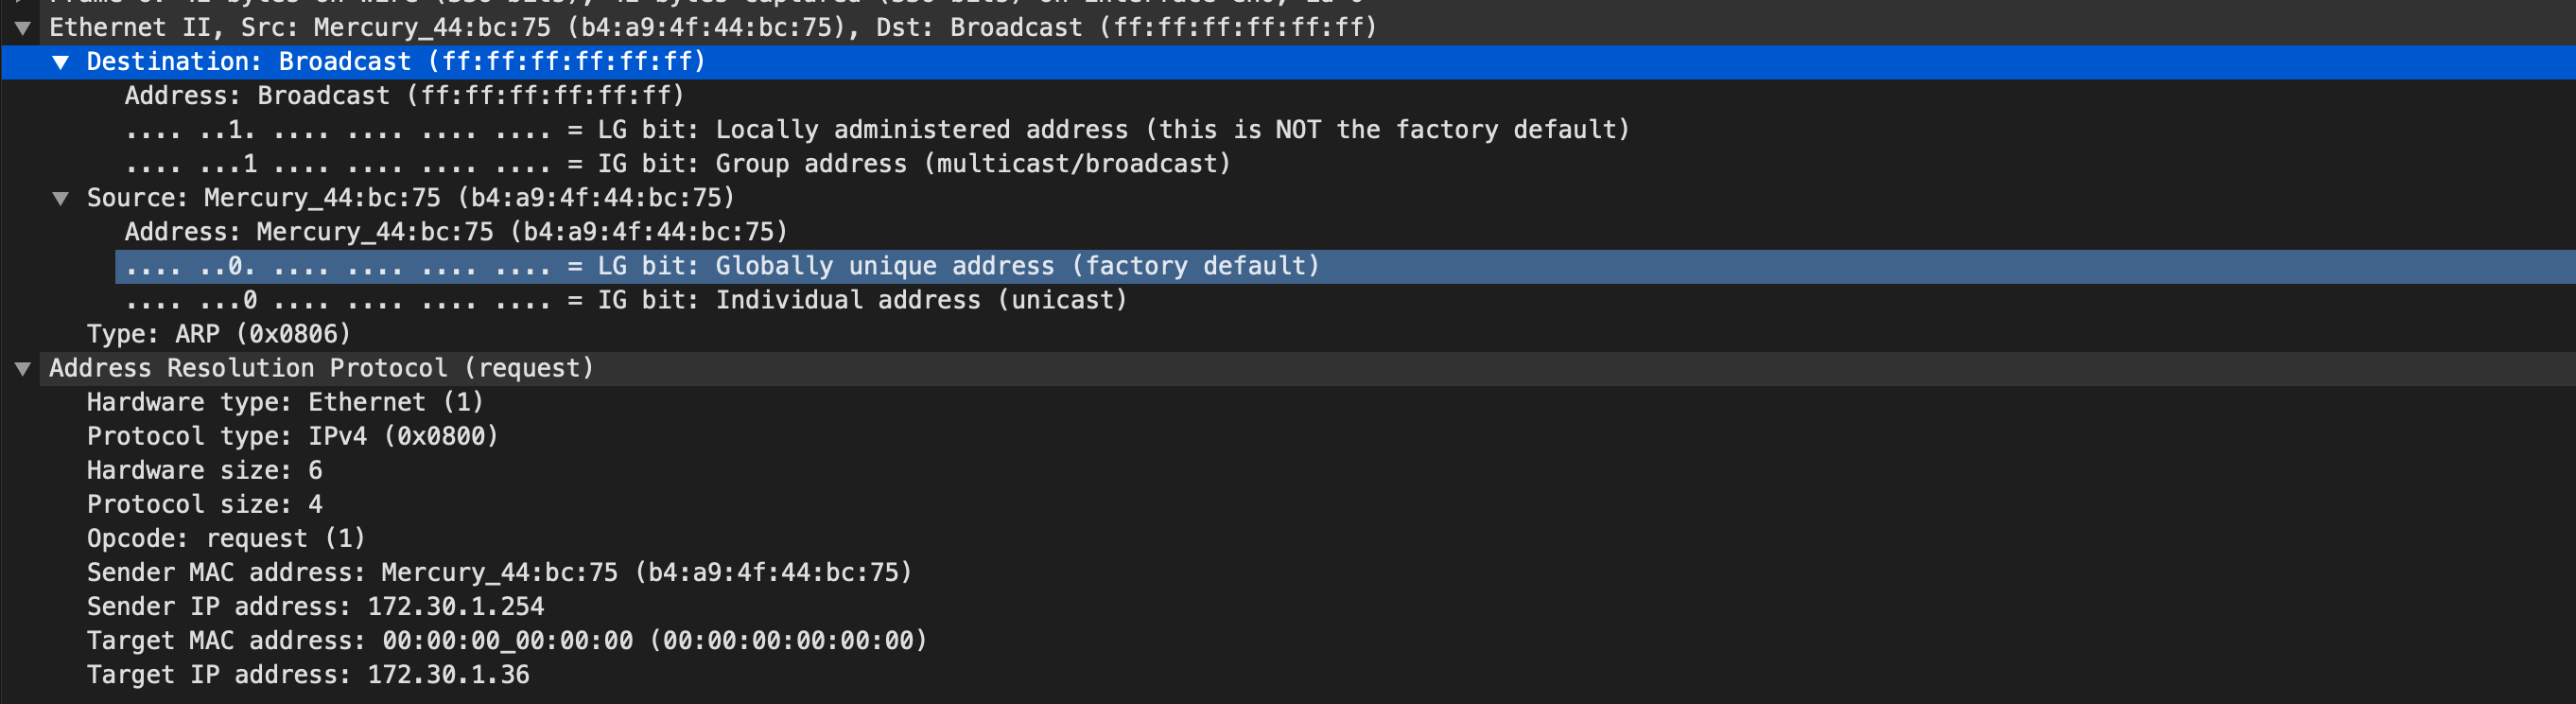 Ethernet II, Src: Mercury_44:bc:75 (b4:a9:4f:44:bc:75), Dst: Broadcast (ff:ff:ff:ff:ff:ff)
Destination: Broadcast (ff:ff:ff:ff:ff:ff)
Address: Broadcast (ff:ff:ff:ff:ff:ff)
.... ..1. .... .... .... .... = LG bit: Locally administered address (this is NOT the factory default)
.... ...1 .... .... .... .... = IG bit: Group address (multicast/broadcast)
Source: Mercury_44:bc:75 (b4:a9:4f:44:bc:75)
Address: Mercury_44:bc:75 (b4:a9:4f:44:bc:75)
.... ..0. .... .... .... .... = LG bit: Globally unique address (factory default)
.... ...0 .... .... .... .... = IG bit: Individual address (unicast)
Type: ARP (0x0806)
Address Resolution Protocol (request)
Hardware type: Ethernet (1)
Protocol type: IPv4 (0x0800)
Hardware size: 6
Protocol size: 4
Opcode: request (1)
Sender MAC address: Mercury_44:bc:75 (b4:a9:4f:44:bc:75)
Sender IP address: 172.30.1.254
Target MAC address: 00:00:00_00:00:00 (00:00:00:00:00:00)
Target IP address: 172.30.1.36